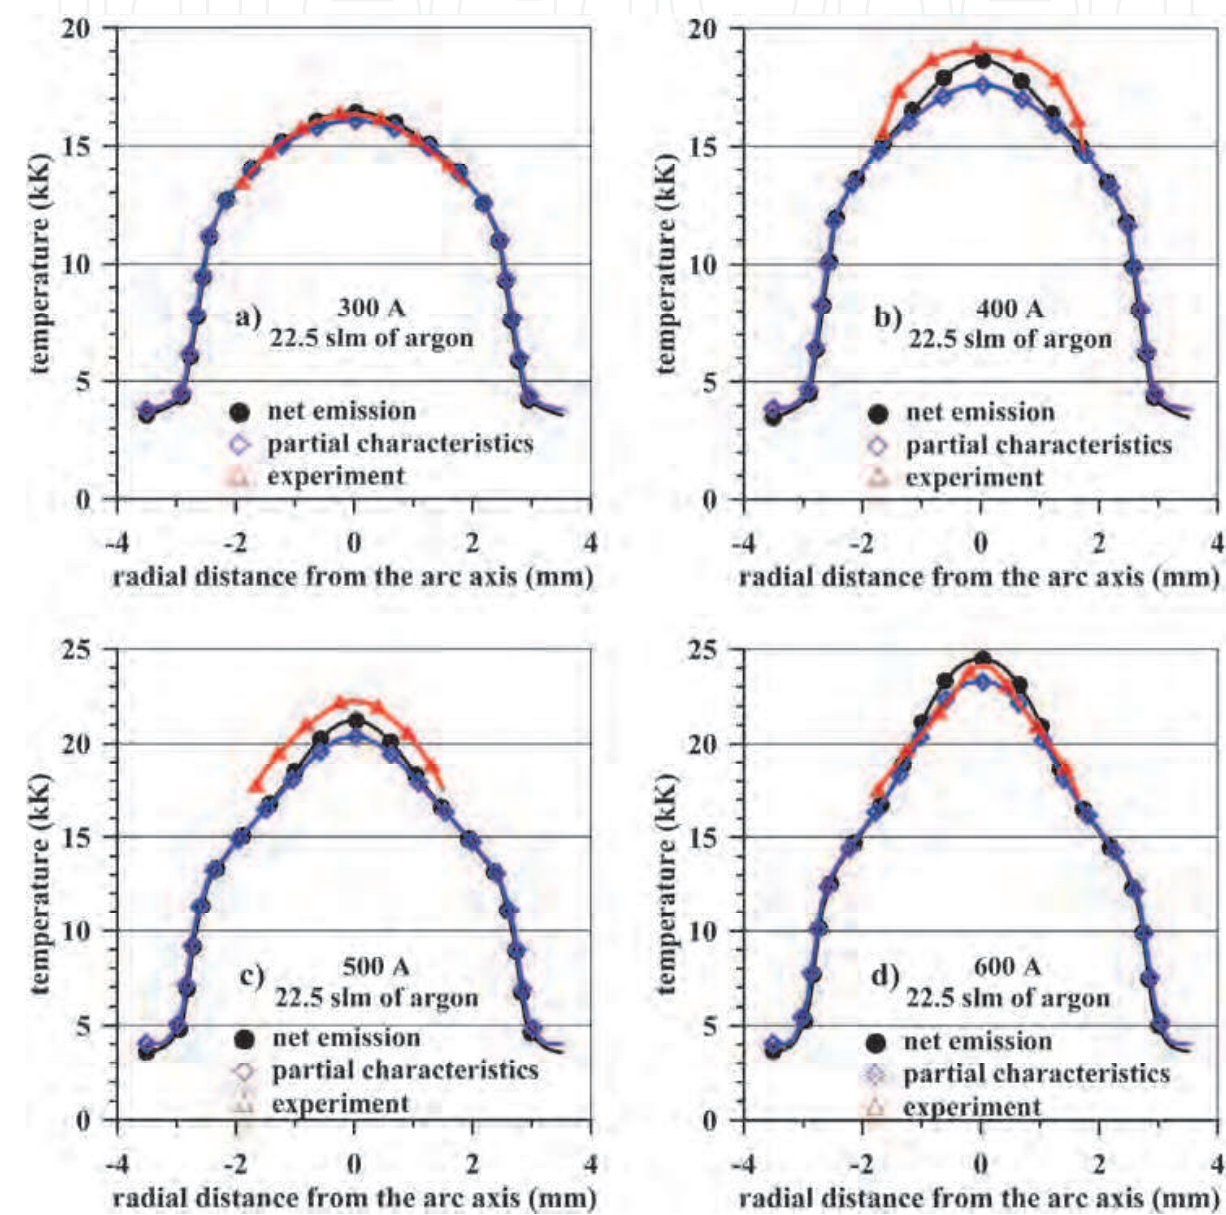 20
15
10
5
0
temperature (kK)
a)
300 A
22.5 slm of argon
net emission
partial characteristics
experiment
-4 -2 0 2 4
radial distance from the arc axis (mm)
20
15
10
5
0
temperature (kK)
b)
400 A
22.5 slm of argon
net emission
partial characteristics
experiment
-4 -2 0 2 4
radial distance from the arc axis (mm)
25
20
15
10
5
0
temperature (kK)
c)
500 A
22.5 slm of argon
net emission
partial characteristics
experiment
-4 -2 0 2 4
radial distance from the arc axis (mm)
25
20
15
10
5
0
temperature (kK)
d)
600 A
22.5 slm of argon
net emission
partial characteristics
experiment
-4 -2 0 2 4
radial distance from the arc axis (mm)